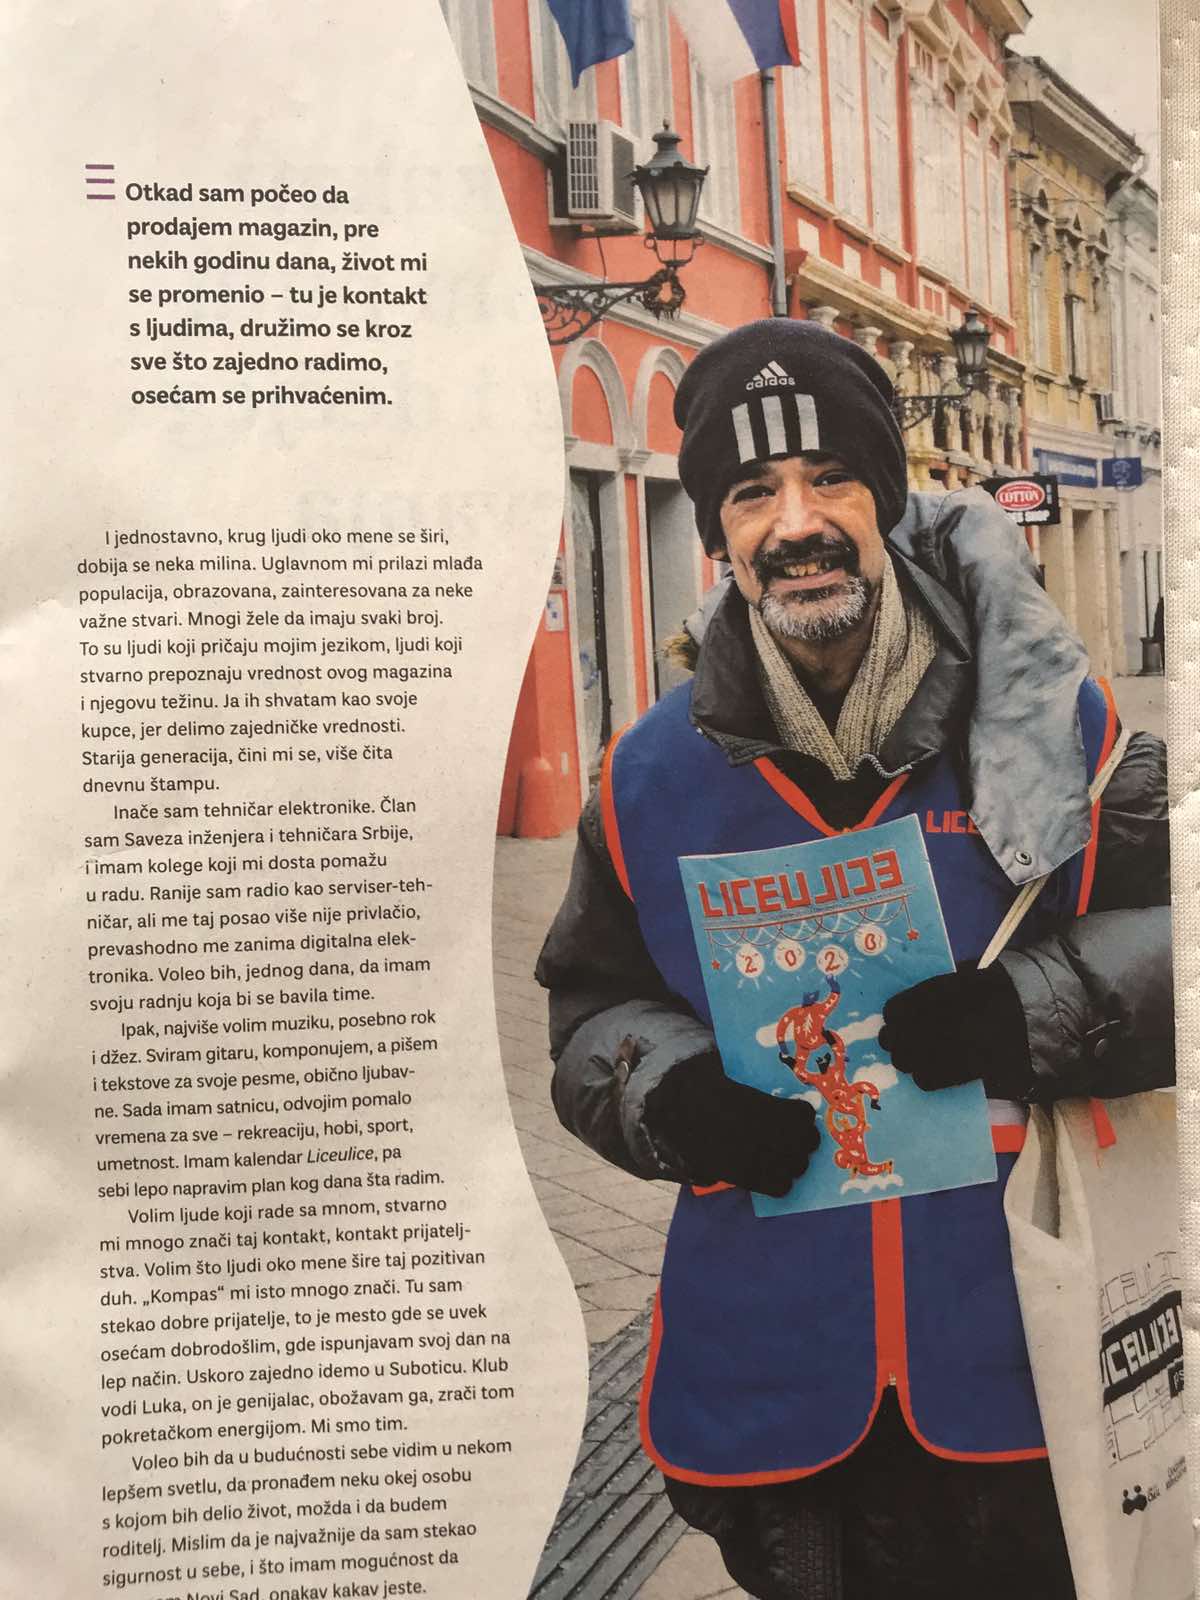 Otkad sam počeo da
prodajem magazin, pre
nekih godinu dana, život mi
se promenio – tu je kontakt
s ljudima, družimo se kroz
sve što zajedno radimo,
osećam se prihvaćenim.
I jednostavno, krug ljudi oko mene se širi,
dobija se neka milina. Uglavnom mi prilazi mlađa
populacija, obrazovana, zainteresovana za neke
važne stvari. Mnogi žele da imaju svaki broj.
To su ljudi koji pričaju mojim jezikom, ljudi koji
stvarno prepoznaju vrednost ovog magazina
i njegovu težinu. Ja ih shvatam kao svoje
kupce, jer delimo zajedničke vrednosti.
Starija generacija, čini mi se, više čita
dnevnu štampu.
Inače sam tehničar elektronike. Član
sam Saveza inženjera i tehničara Srbije,
i imam kolege koji mi dosta pomažu
u radu. Ranije sam radio kao serviser-teh-
ničar, ali me taj posao više nije privlačio,
prevashodno me zanima digitalna elek-
tronika. Voleo bih, jednog dana, da imam
svoju radnju koja bi se bavila time.
Ipak, najviše volim muziku, posebno rok
i džez. Sviram gitaru, komponujem, a pišem
i tekstove za svoje pesme, obično ljubav-
ne. Sada imam satnicu, odvojim pomalo
vremena za sve – rekreaciju, hobi, sport,
umetnost. Imam kalendar Liceulice, pa
sebi lepo napravim plan kog dana šta radim.
Volim ljude koji rade sa mnom, stvarno
mi mnogo znači taj kontakt, kontakt prijatelj-
stva. Volim što ljudi oko mene šire taj pozitivan
duh. „Kompas“ mi isto mnogo znači. Tu sam
stekao dobre prijatelje, to je mesto gde se uvek
osećam dobrodošlim, gde ispunjavam svoj dan na
lep način. Uskoro zajedno idemo u Suboticu. Klub
vodi Luka, on je genijalac, obožavam ga, zrači tom
pokretačkom energijom. Mi smo tim.
Voleo bih da u budućnosti sebe vidim u nekom
lepšem svetlu, da pronađem neku okej osobu
s kojom bih delio život, možda i da budem
roditelj. Mislim da je najvažnije da sam stekao
sigurnost u sebe, i što imam mogućnost da
Novi Sad, onakav kakav jeste.
adidas
COTTON
LICE
LICEULICE
2020
LICEULICE